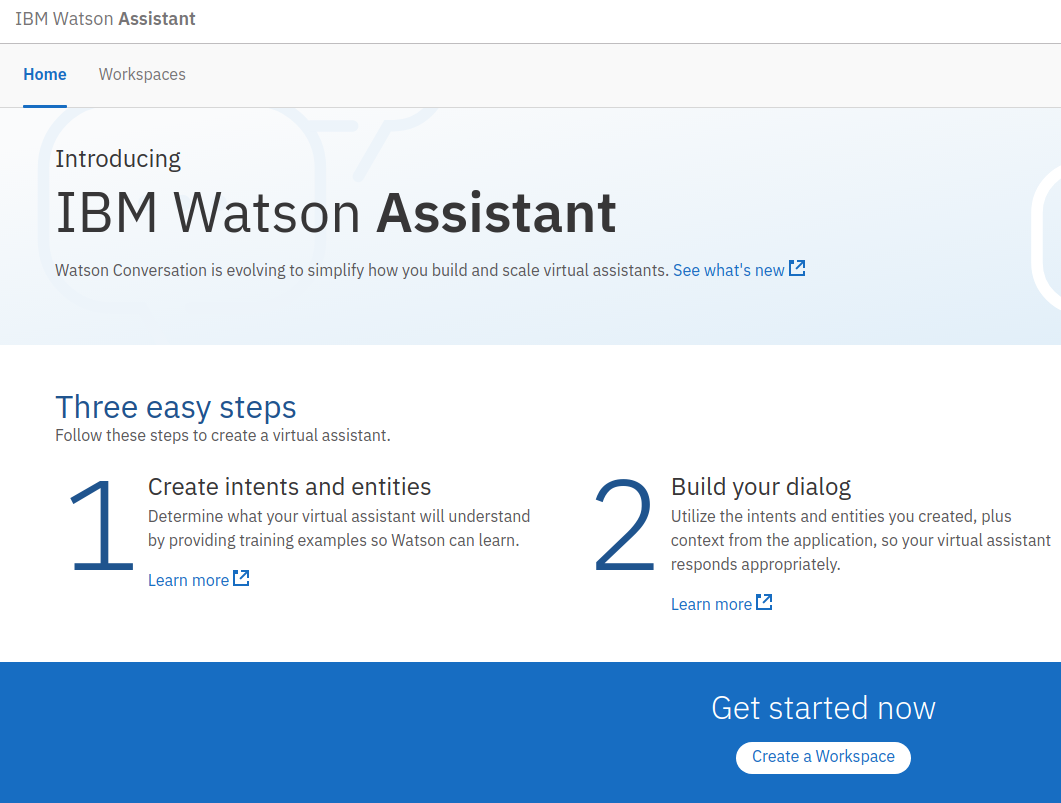 IBM Watson Assistant
Home
Workspaces
Introducing
IBM Watson Assistant
Watson Conversation is evolving to simplify how you build and scale virtual assistants. See what's new
Three easy steps
Follow these steps to create a virtual assistant.
1
Create intents and entities
Determine what your virtual assistant will understand
by providing training examples so Watson can learn.
Learn more
2
Build your dialog
Utilize the intents and entities you created, plus
context from the application, so your virtual assistant
responds appropriately.
Learn more
Get started now
Create a Workspace